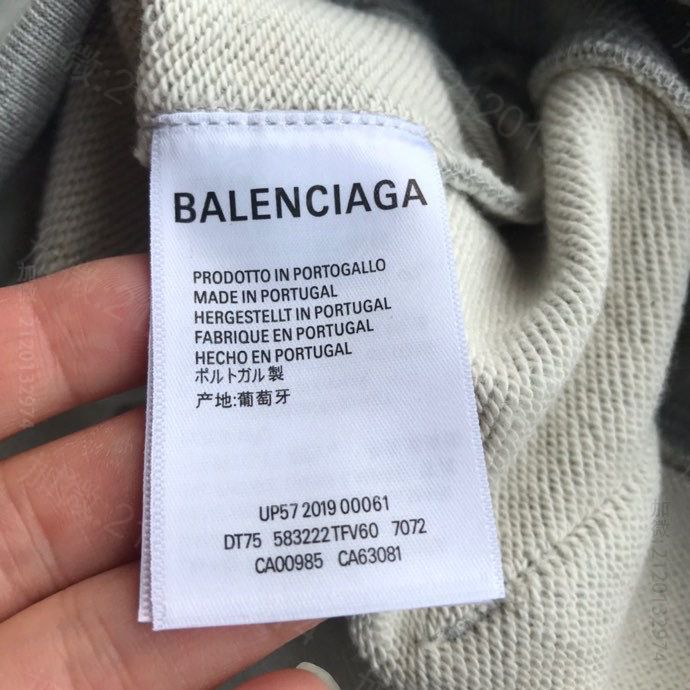 BALENCIAGA
PRODOTTO IN PORTOGALLO
MADE IN PORTUGAL
HERGESTELLT IN PORTUGAL
FABRIQUE EN PORTUGAL
HECHO EN PORTUGAL
ポルトガル製
产地:葡萄牙
UP57 2019 00061
DT75 583222TFV60 7072
CA00985 CA63081